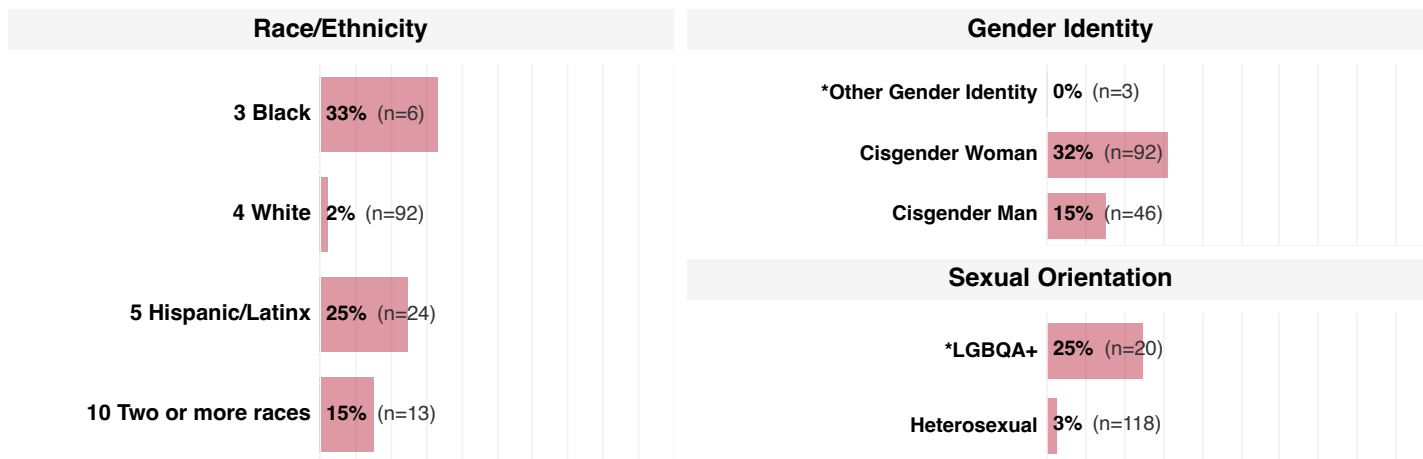 Race/Ethnicity
3 Black 33% (n=6)
4 White 2% (n=92)
5 Hispanic/Latinx 25% (n=24)
10 Two or more races 15% (n=13)
Gender Identity
*Other Gender Identity 0% (n=3)
Cisgender Woman 32% (n=92)
Cisgender Man 15% (n=46)
Sexual Orientation
*LGBQA+ 25% (n=20)
Heterosexual 3% (n=118)